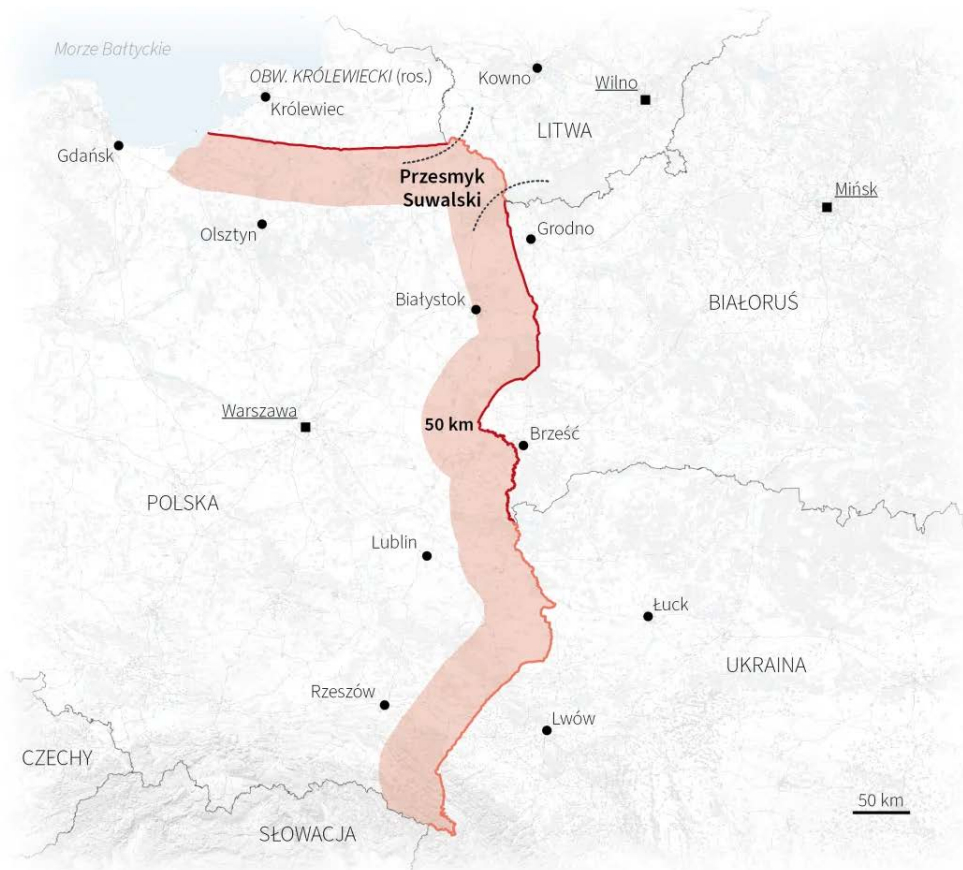 Morze Bałtyckie
OBW. KRÓLEWIECKI (ros.)
Królewiec
Kowno
Wilno
LITWA
Gdańsk
Przesmyk
Suwalski
Mińsk
Olsztyn
Grodno
Białystok
BIAŁORUŚ
Warszawa
50 km
Brześć
POLSKA
Lublin
Łuck
UKRAINA
Rzeszów
Lwów
CZECHY
50 km
SŁOWACJA